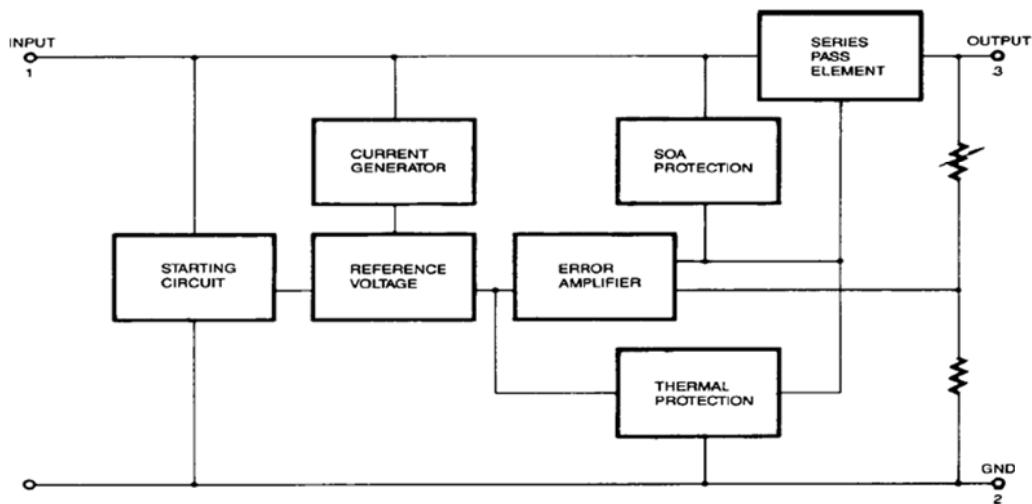 INPUT
1
SERIES
PASS
ELEMENT
OUTPUT
3
CURRENT
GENERATOR
SOA
PROTECTION
STARTING
CIRCUIT
REFERENCE
VOLTAGE
ERROR
AMPLIFIER
THERMAL
PROTECTION
GND
2